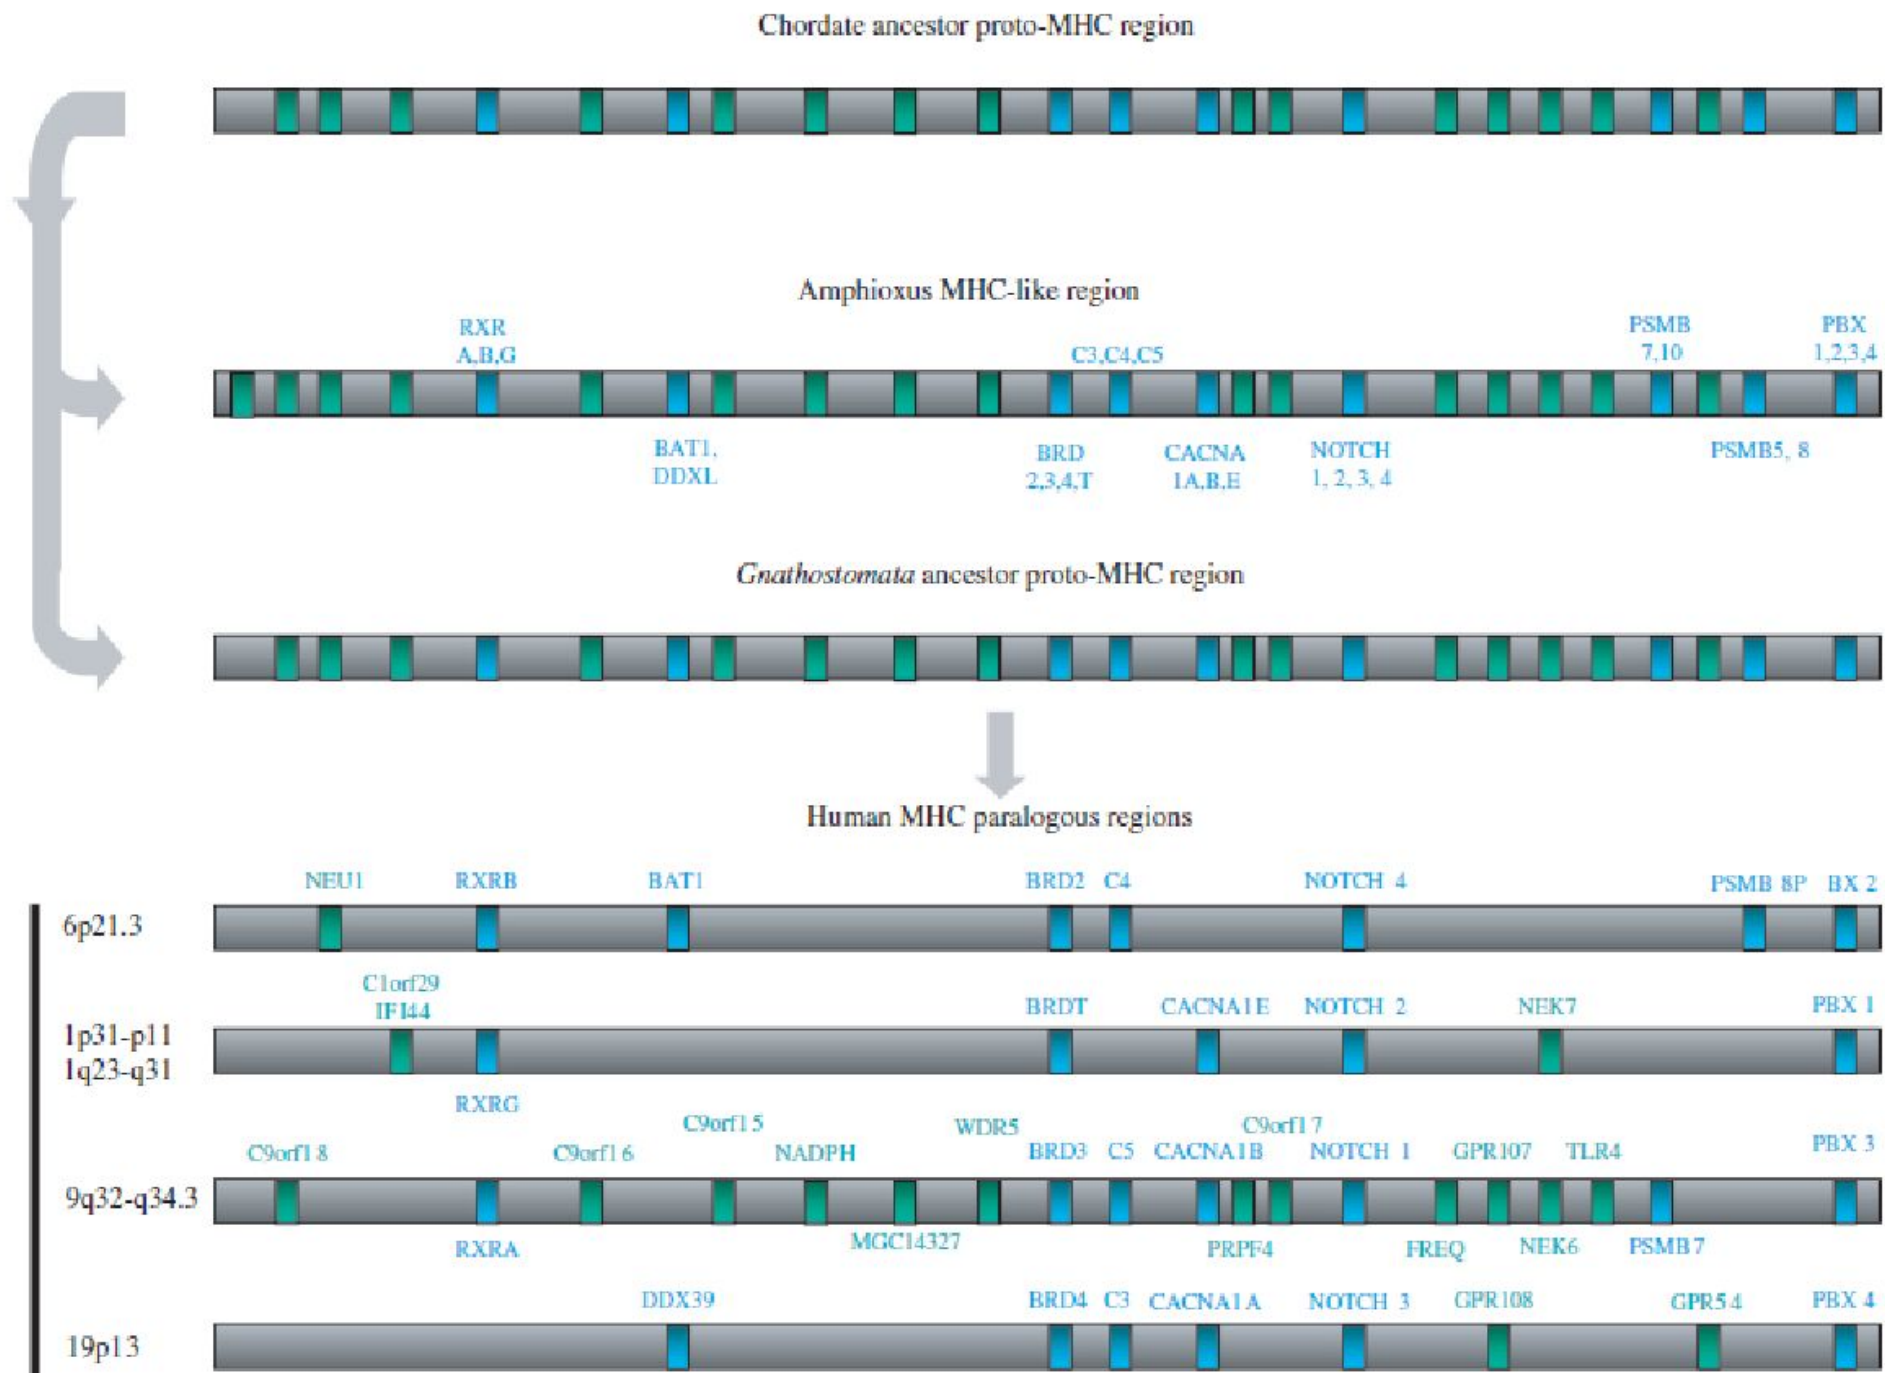 Chordate ancestor proto-MHC region
Amphioxus MHC-like region
RXR
A,B,G
C3,C4,C5
PSMB
7,10
PBX
1,2,3,4
BAT1,
DDXL
BRD
2,3,4,T
CACNA
1A,B,E
NOTCH
1, 2, 3, 4
PSMB5, 8
Gnathostomata ancestor proto-MHC region
Human MHC paralogous regions
NEU1 RXRB BAT1 BRD2 C4 NOTCH 4 PSMB 8P BX 2
6p21.3
C1orf29
IFI44 BRDT CACNA1E NOTCH 2 NEK7 PBX 1
1p31-p11
1q23-q31
RXRG
C9orf15 WDR5 C9orf17
C9orf18 C9orf16 NADPH BRD3 C5 CACNA1B NOTCH 1 GPR107 TLR4 PBX 3
9q32-q34.3
RXRA MGC14327 PRPF4 FREQ NEK6 PSMB7
DDX39 BRD4 C3 CACNA1A NOTCH 3 GPR108 GPR54 PBX 4
19p13